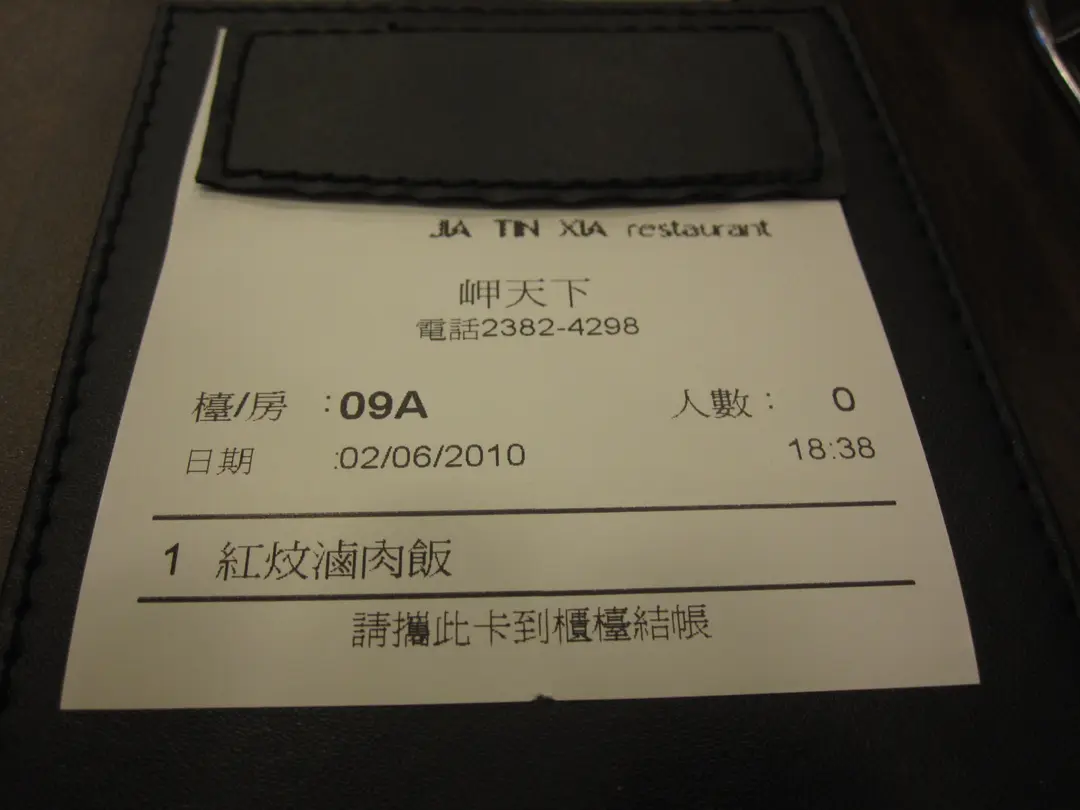 JIA TIN XIA restaurant
岬天下
電話2382-4298
檯/房 :09A 人數: 0
日期 :02/06/2010 18:38
1 紅炆滷肉飯
請攜此卡到櫃檯結帳